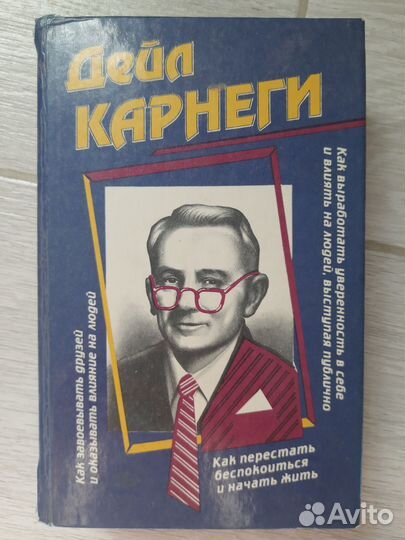 Дейл
КАРНЕГИ
Как завоевывать друзей
и оказывать влияние на людей
Как выработать уверенность в себе
и влиять на людей, выступая публично
Как перестать
беспокоиться
и начать жить
Avito